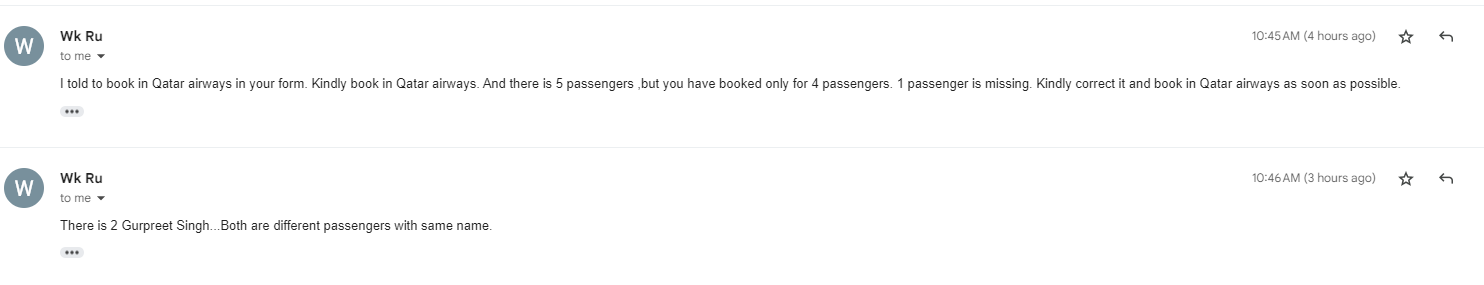 W
Wk Ru
10:45 AM (4 hours ago)
to me
I told to book in Qatar airways in your form. Kindly book in Qatar airways. And there is 5 passengers ,but you have booked only for 4 passengers. 1 passenger is missing. Kindly correct it and book in Qatar airways as soon as possible.
W
Wk Ru
10:46 AM (3 hours ago)
to me
There is 2 Gurpreet Singh...Both are different passengers with same name.